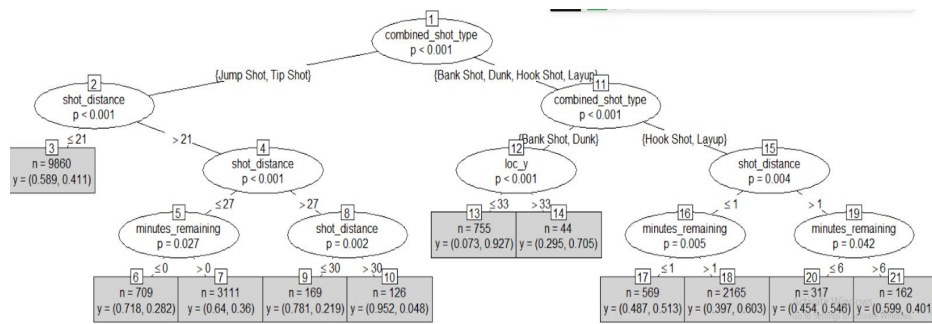 1
combined_shot_type
p < 0.001
{Jump Shot, Tip Shot}
{Bank Shot, Dunk, Hook Shot, Layup}
2
shot_distance
p < 0.001
11
combined_shot_type
p < 0.001
≤ 21
> 21
{Bank Shot, Dunk}
{Hook Shot, Layup}
3
n = 9860
y = (0.589, 0.411)
4
shot_distance
p < 0.001
12
loc_y
p < 0.001
15
shot_distance
p = 0.004
≤27
> 27
≤33
> 33
≤ 1
> 1
5
minutes_remaining
p = 0.027
8
shot_distance
p = 0.002
13
n = 755
y = (0.073, 0.927)
14
n = 44
y = (0.295, 0.705)
16
minutes_remaining
p = 0.005
19
minutes_remaining
p = 0.042
≤0
> 0
≤ 30
> 30
≤ 1
> 1
≤ 6
> 6
6
n = 709
y = (0.718, 0.282)
7
n = 3111
y = (0.64, 0.36)
9
n = 169
y = (0.781, 0.219)
10
n = 126
y = (0.952, 0.048)
17
n = 569
y = (0.487, 0.513)
18
n = 2165
y = (0.397, 0.603)
20
n = 317
y = (0.454, 0.546)
21
n = 162
y = (0.599, 0.401)